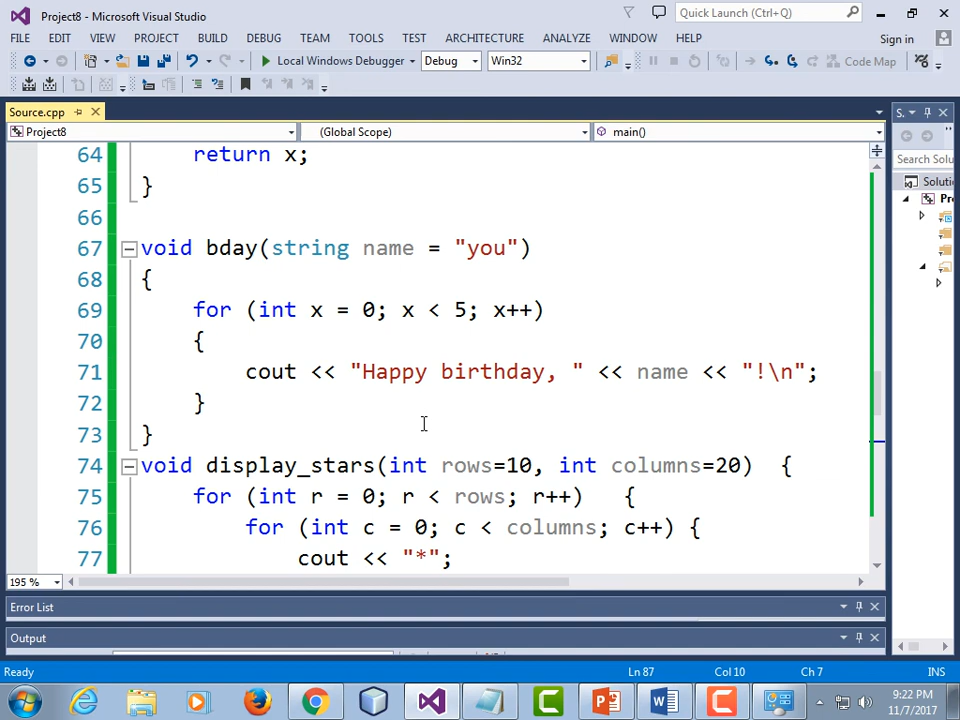 Project8 - Microsoft Visual Studio
Quick Launch (Ctrl+Q)
FILE EDIT VIEW PROJECT BUILD DEBUG TEAM TOOLS TEST ARCHITECTURE ANALYZE WINDOW HELP Sign in
Local Windows Debugger Debug Win32 Code Map
Source.cpp S..
Project8 (Global Scope) main()
Search Solu
64 return x;
65 }
66
67 void bday(string name = "you")
68 {
69 for (int x = 0; x < 5; x++)
70 {
71 cout << "Happy birthday, " << name << "!\n";
72 }
73 }
74 void display_stars(int rows=10, int columns=20) {
75 for (int r = 0; r < rows; r++) {
76 for (int c = 0; c < columns; c++) {
77 cout << "*";
Soluti
Pr
195 %
Error List
Output
Ready Ln 87 Col 10 Ch 7 INS
9:22 PM
11/7/2017